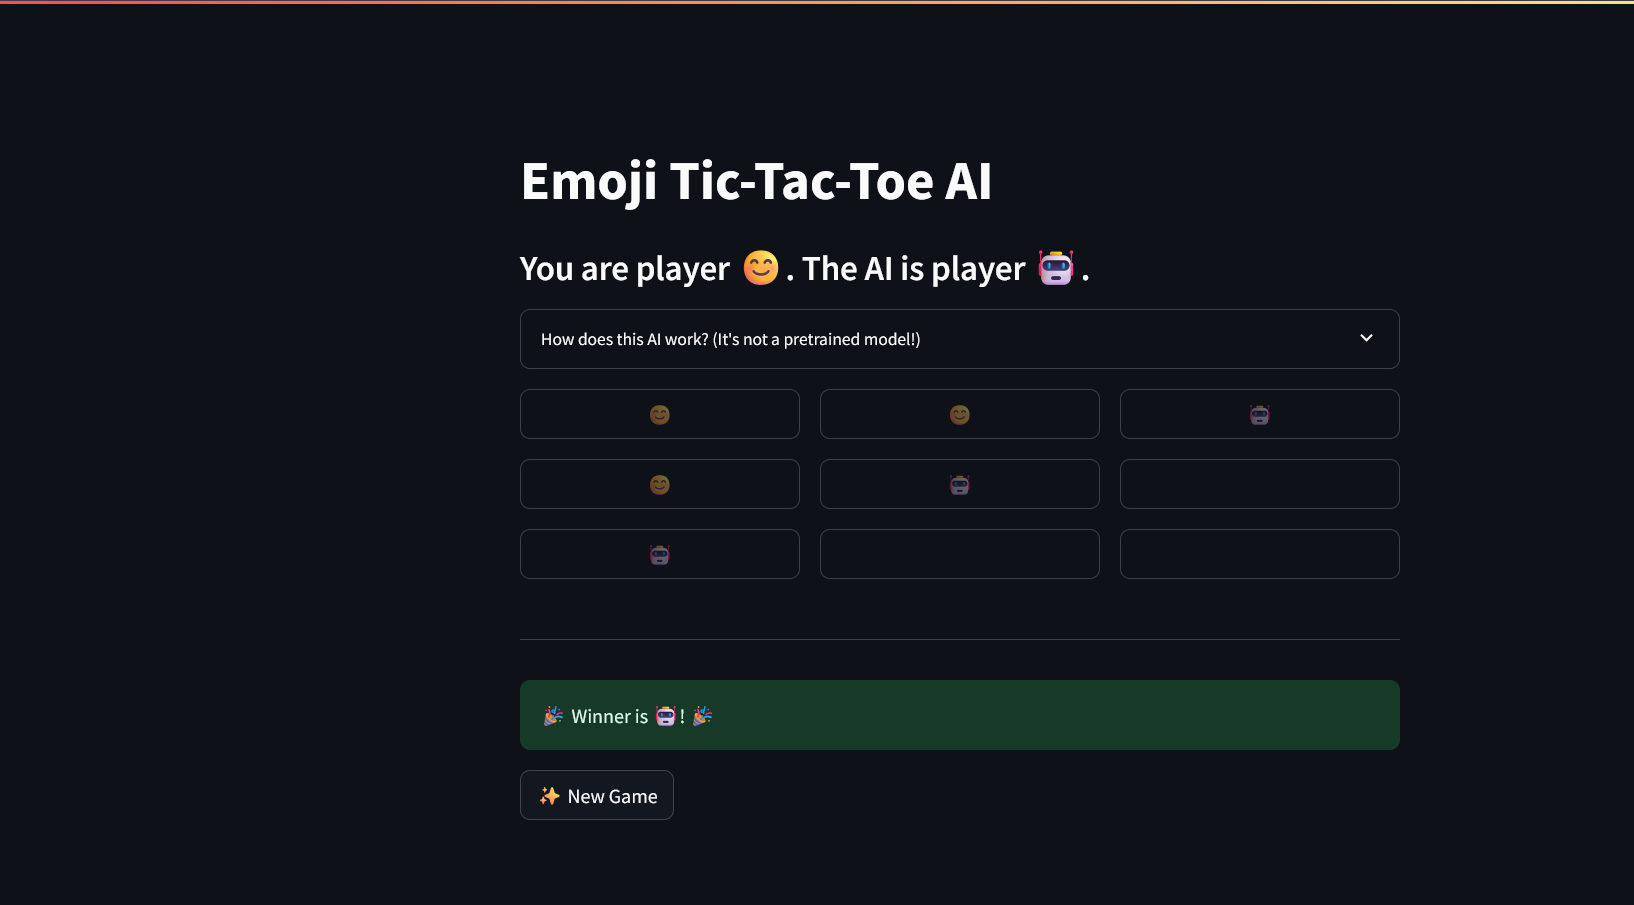 Emoji Tic-Tac-Toe AI
You are player 😊. The AI is player 🤖.
How does this AI work? (It's not a pretrained model!)
😊 😊 🤖
😊 🤖
🤖
🎉 Winner is 🤖! 🎉
✨ New Game